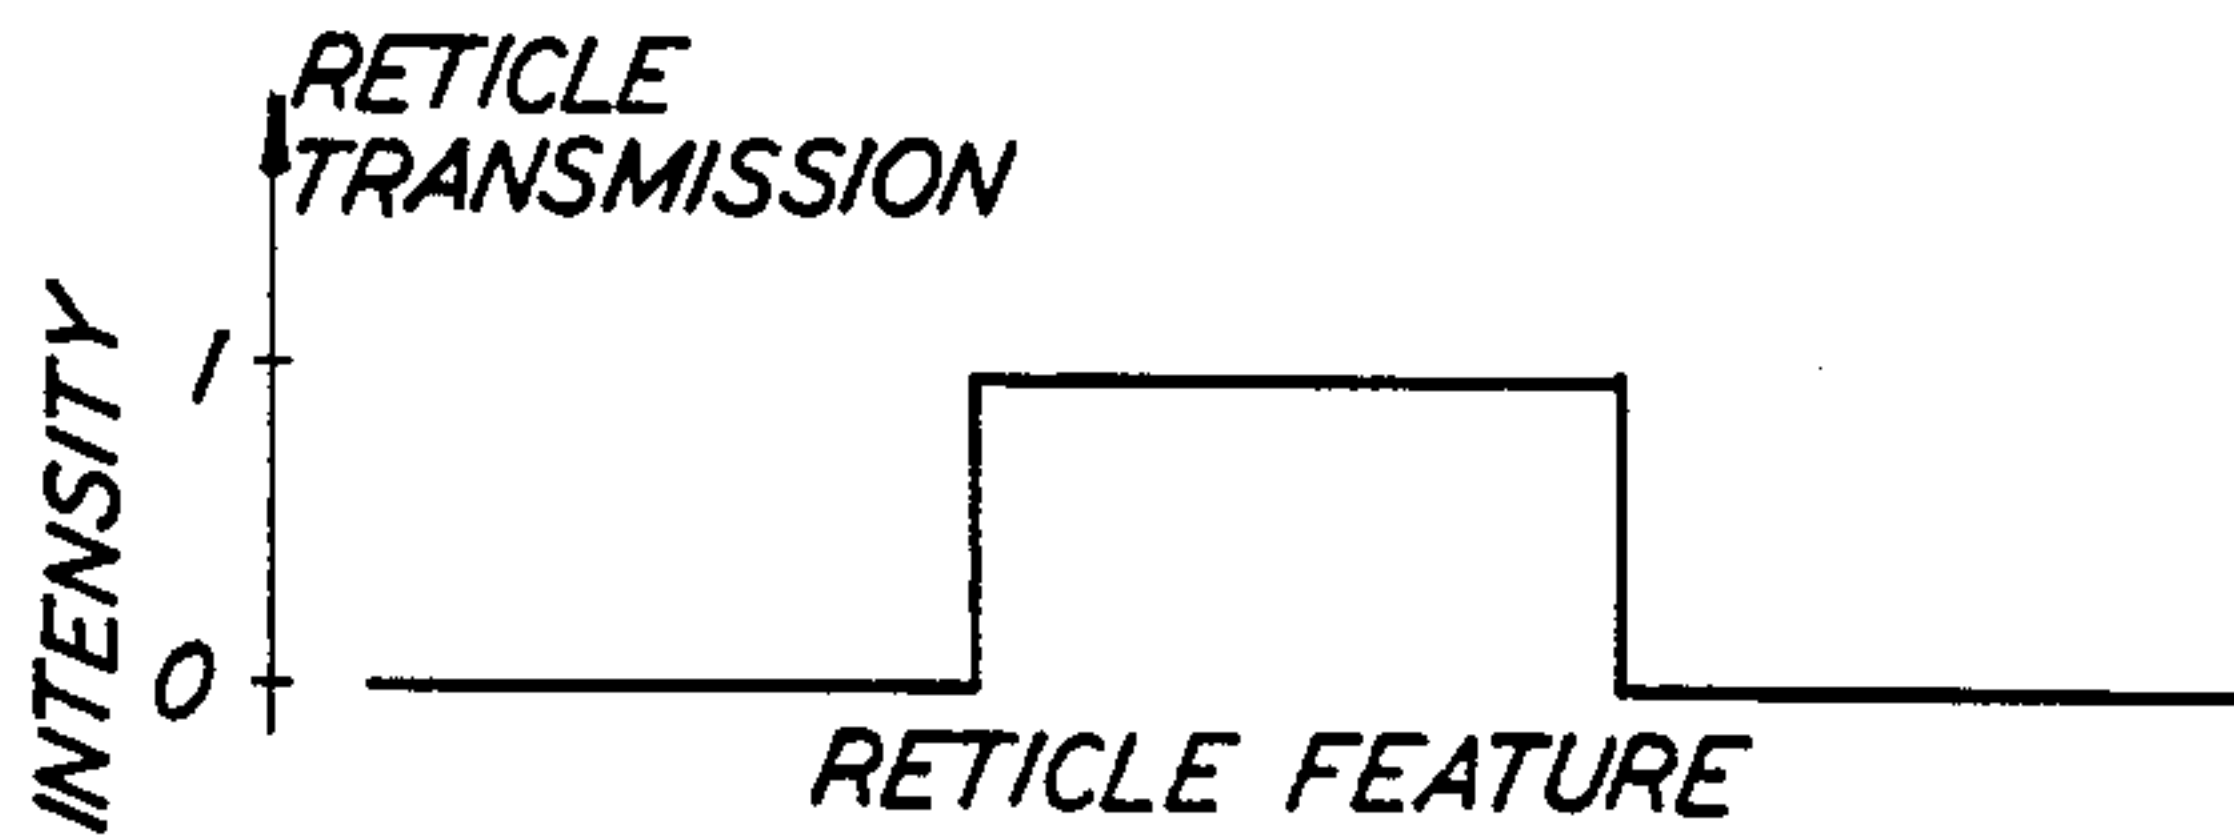 RETICLE
TRANSMISSION
INTENSITY
1
0
RETICLE FEATURE